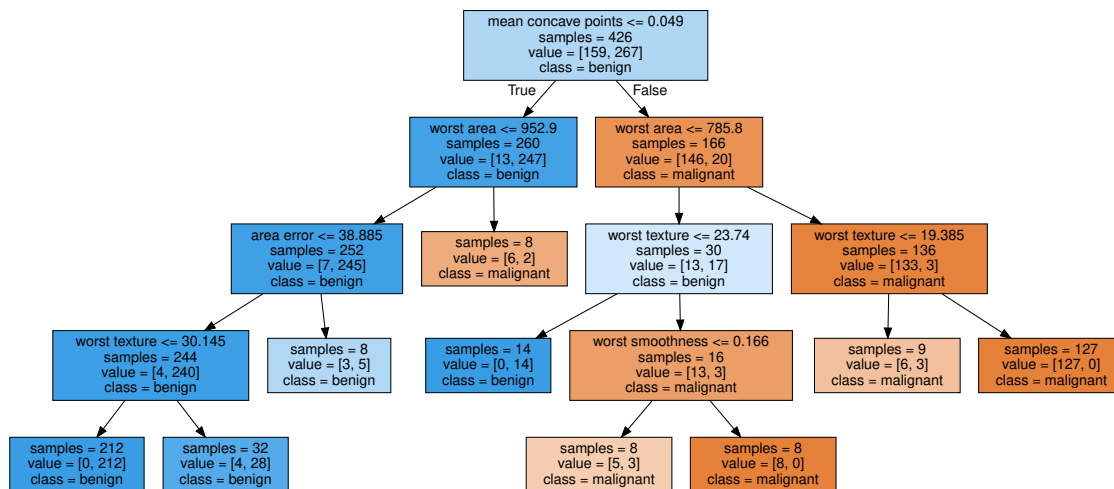 mean concave points <= 0.049
samples = 426
value = [159, 267]
class = benign
True
False
worst area <= 952.9
samples = 260
value = [13, 247]
class = benign
worst area <= 785.8
samples = 166
value = [146, 20]
class = malignant
area error <= 38.885
samples = 252
value = [7, 245]
class = benign
samples = 8
value = [6, 2]
class = malignant
worst texture <= 23.74
samples = 30
value = [13, 17]
class = benign
worst texture <= 19.385
samples = 136
value = [133, 3]
class = malignant
worst texture <= 30.145
samples = 244
value = [4, 240]
class = benign
samples = 8
value = [3, 5]
class = benign
samples = 14
value = [0, 14]
class = benign
worst smoothness <= 0.166
samples = 16
value = [13, 3]
class = malignant
samples = 9
value = [6, 3]
class = malignant
samples = 127
value = [127, 0]
class = malignant
samples = 212
value = [0, 212]
class = benign
samples = 32
value = [4, 28]
class = benign
samples = 8
value = [5, 3]
class = malignant
samples = 8
value = [8, 0]
class = malignant